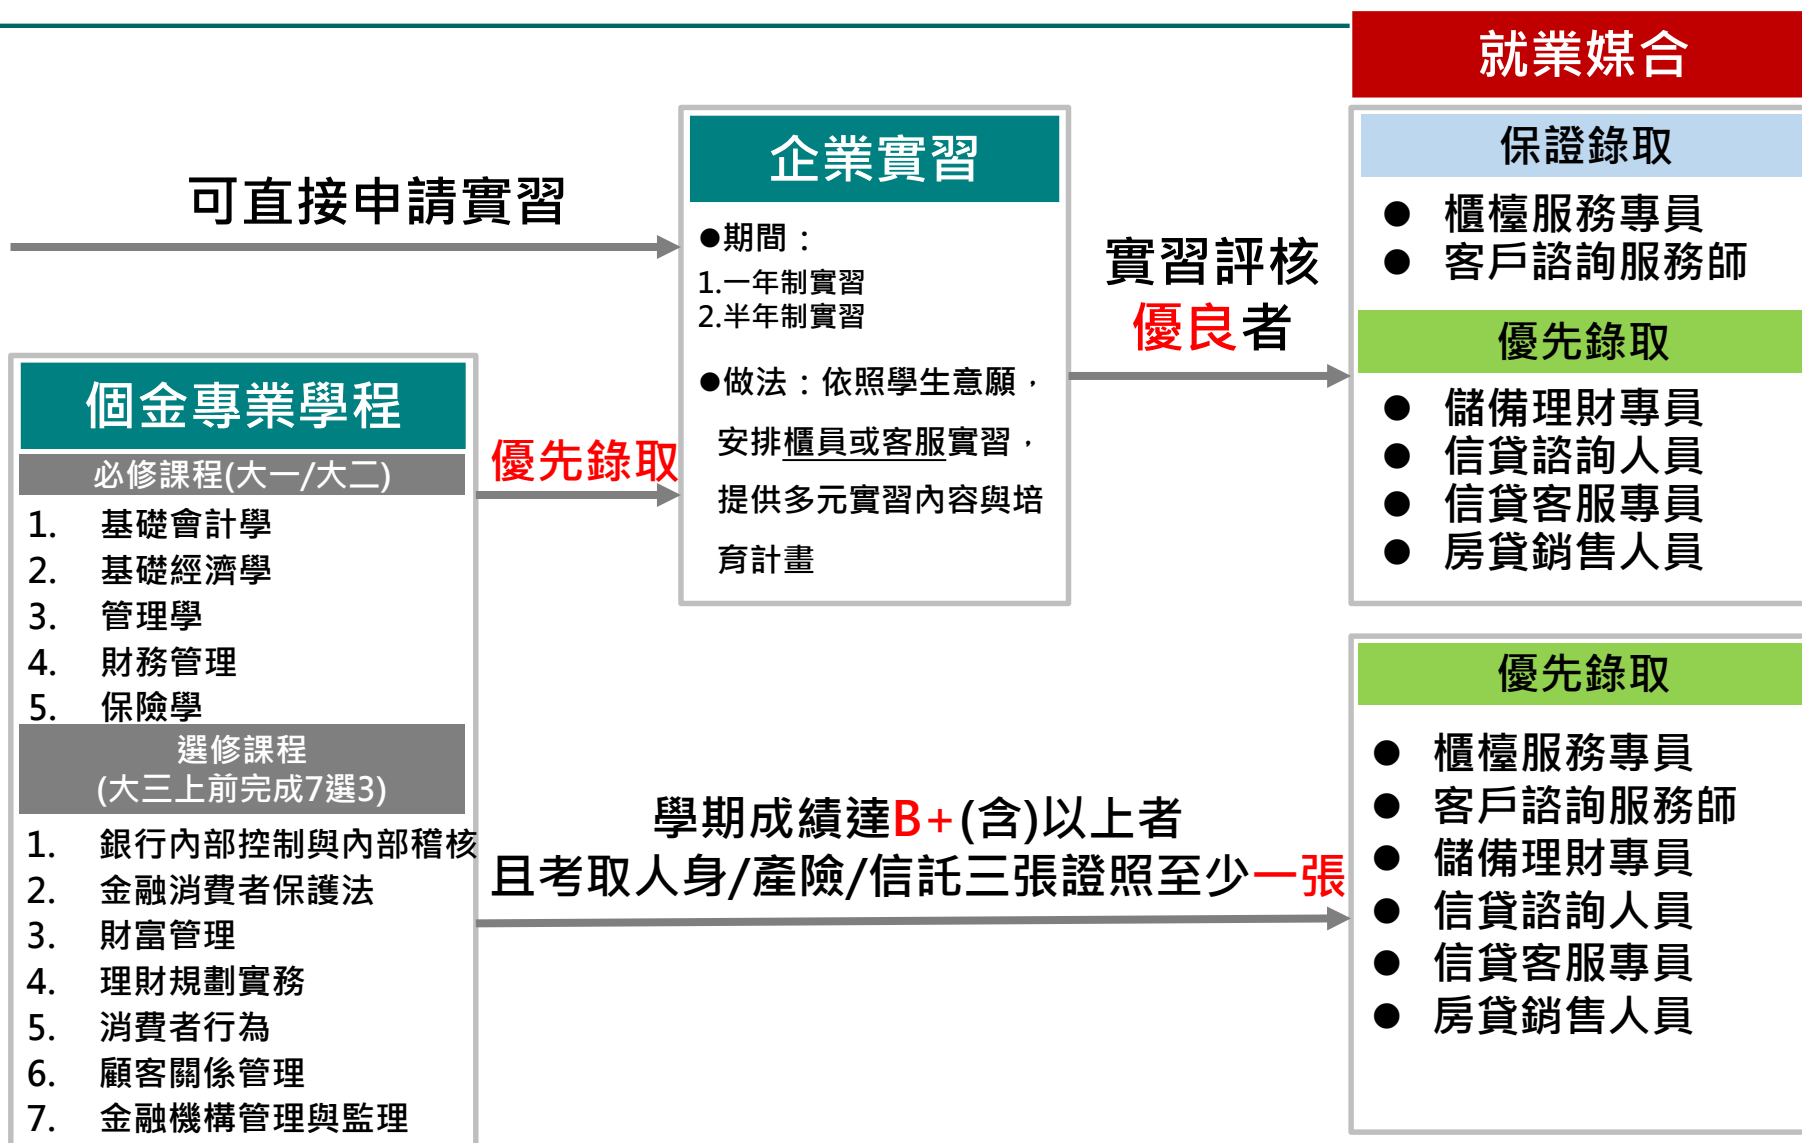 就業媒合
可直接申請實習
企業實習
●期間：
1.一年制實習
2.半年制實習
●做法：依照學生意願，
安排櫃員或客服實習，
提供多元實習內容與培
育計畫
實習評核
優良者
保證錄取
● 櫃檯服務專員
● 客戶諮詢服務師
優先錄取
● 儲備理財專員
● 信貸諮詢人員
● 信貸客服專員
● 房貸銷售人員
個金專業學程
必修課程(大一/大二)
1. 基礎會計學
2. 基礎經濟學
3. 管理學
4. 財務管理
5. 保險學
選修課程
(大三上前完成7選3)
1. 銀行內部控制與內部稽核
2. 金融消費者保護法
3. 財富管理
4. 理財規劃實務
5. 消費者行為
6. 顧客關係管理
7. 金融機構管理與監理
優先錄取
學期成績達B+(含)以上者
且考取人身/產險/信託三張證照至少一張
優先錄取
● 櫃檯服務專員
● 客戶諮詢服務師
● 儲備理財專員
● 信貸諮詢人員
● 信貸客服專員
● 房貸銷售人員